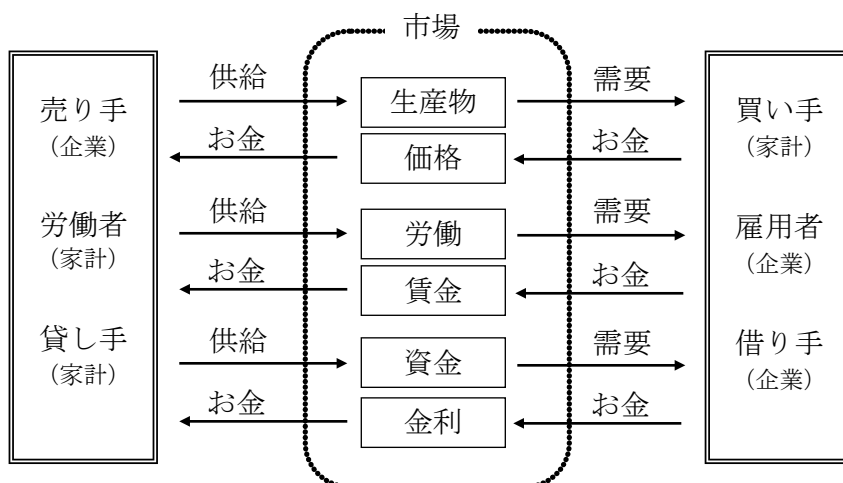 市場
供給
生産物
需要
売り手
(企業)
買い手
(家計)
お金
価格
お金
労働者
(家計)
供給
労働
需要
雇用者
(企業)
お金
賃金
お金
貸し手
(家計)
供給
資金
需要
借り手
(企業)
お金
金利
お金